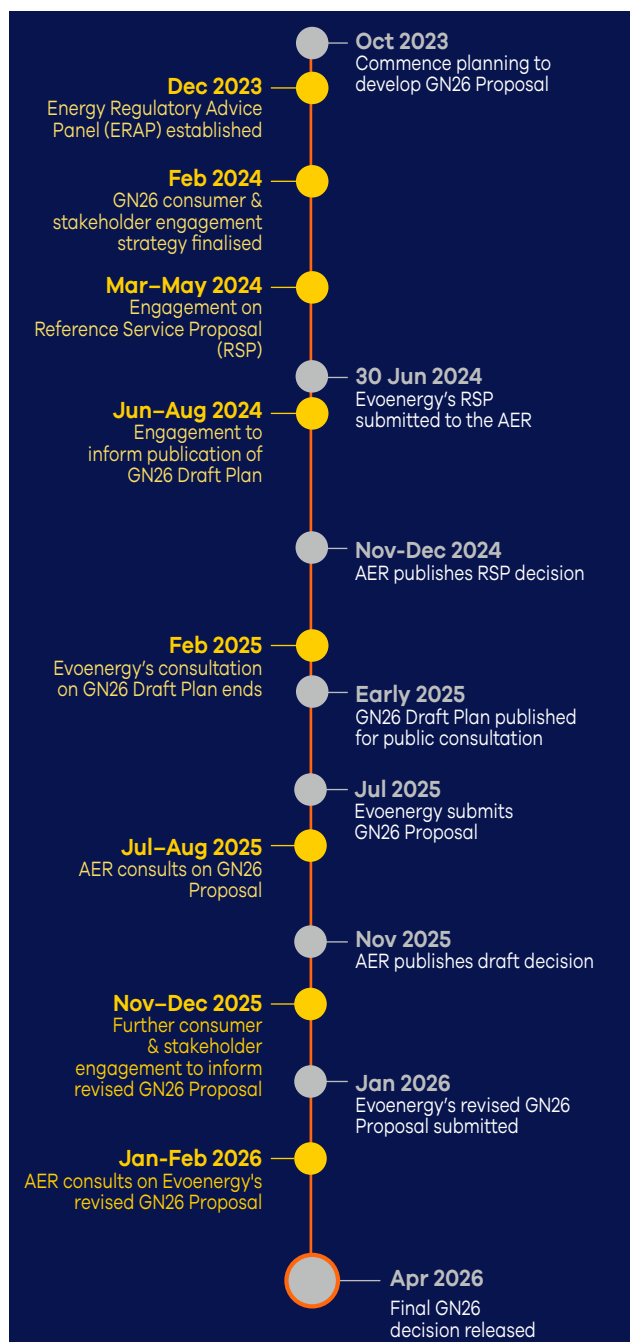 Oct 2023
Commence planning to
develop GN26 Proposal
Dec 2023
Energy Regulatory Advice
Panel (ERAP) established
Feb 2024
GN26 consumer &
stakeholder engagement
strategy finalised
Mar–May 2024
Engagement on
Reference Service Proposal
(RSP)
30 Jun 2024
Evoenergy's RSP
submitted to the AER
Jun–Aug 2024
Engagement to
inform publication of
GN26 Draft Plan
Nov-Dec 2024
AER publishes RSP decision
Feb 2025
Evoenergy's consultation
on GN26 Draft Plan ends
Early 2025
GN26 Draft Plan published
for public consultation
Jul 2025
Evoenergy submits
GN26 Proposal
Jul–Aug 2025
AER consults on GN26
Proposal
Nov 2025
AER publishes draft decision
Nov–Dec 2025
Further consumer
& stakeholder
engagement to inform
revised GN26 Proposal
Jan 2026
Evoenergy's revised GN26
Proposal submitted
Jan-Feb 2026
AER consults on Evoenergy's
revised GN26 Proposal
Apr 2026
Final GN26
decision released